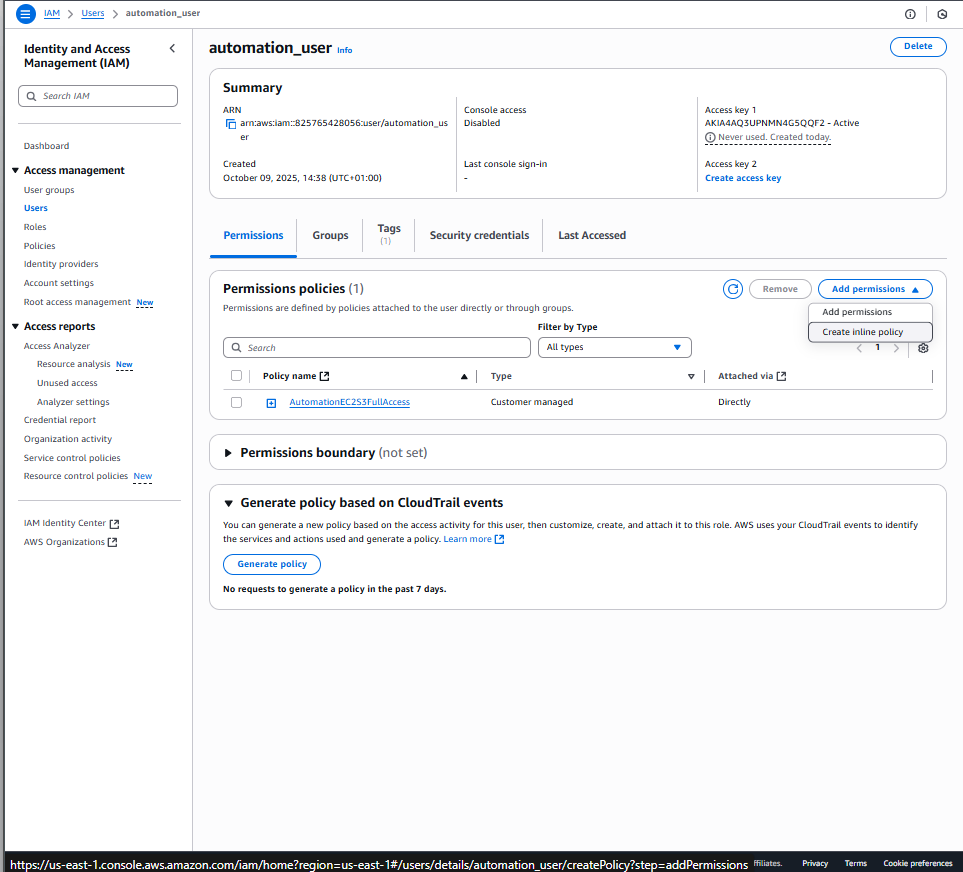 IAM > Users > automation_user
Identity and Access
Management (IAM)
Search IAM
Dashboard
Access management
User groups
Users
Roles
Policies
Identity providers
Account settings
Root access management New
Access reports
Access Analyzer
Resource analysis New
Unused access
Analyzer settings
Credential report
Organization activity
Service control policies
Resource control policies New
IAM Identity Center
AWS Organizations
automation_user Info
Delete
Summary
ARN
arn:aws:iam::825765428056:user/automation_us
er
Created
October 09, 2025, 14:38 (UTC+01:00)
Console access
Disabled
Last console sign-in
-
Access key 1
AKIA4AQ3UPNMN4G5QQF2 - Active
Never used. Created today.
Access key 2
Create access key
Permissions
Groups
Tags
(1)
Security credentials
Last Accessed
Permissions policies (1)
Permissions are defined by policies attached to the user directly or through groups.
Remove
Add permissions
Add permissions
Create inline policy
Filter by Type
Search
All types
1
Policy name
Type
Attached via
AutomationEC2S3FullAccess
Customer managed
Directly
Permissions boundary (not set)
Generate policy based on CloudTrail events
You can generate a new policy based on the access activity for this user, then customize, create, and attach it to this role. AWS uses your CloudTrail events to identify
the services and actions used and generate a policy. Learn more
Generate policy
No requests to generate a policy in the past 7 days.
https://us-east-1.console.aws.amazon.com/iam/home?region=us-east-1#/users/details/automation_user/createPolicy?step=addPermissions
ffiliates. Privacy Terms Cookie preferences